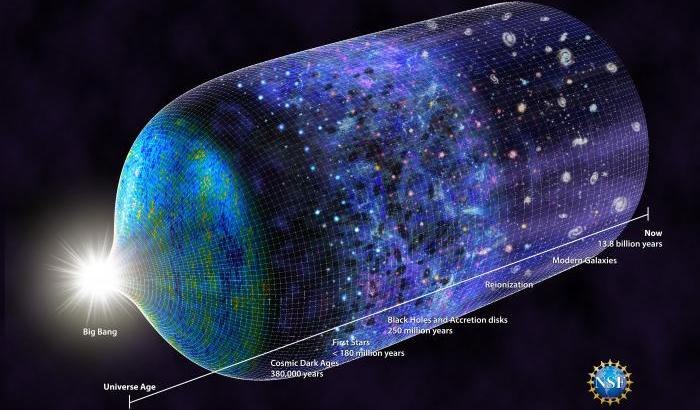 Now
13.8 billion years
Modern Galaxies
Reionization
Black Holes and Accretion disks
250 million years
First Stars
< 180 million years
Cosmic Dark Ages
380,000 years
Big Bang
Universe Age
NSF